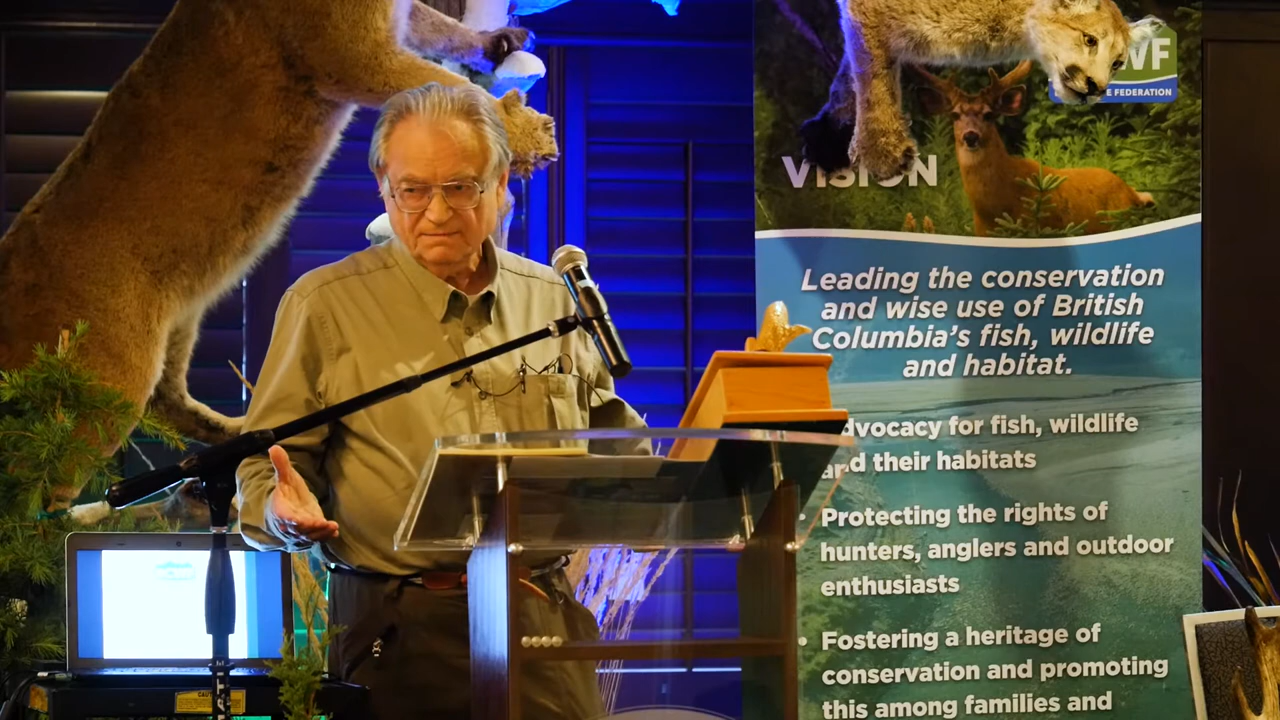 WF
E FEDERATION
VISION
Leading the conservation
and wise use of British
Columbia's fish, wildlife
and habitat.
dvocacy for fish, wildlife
and their habitats
• Protecting the rights of
hunters, anglers and outdoor
enthusiasts
• Fostering a heritage of
conservation and promoting
this among families and